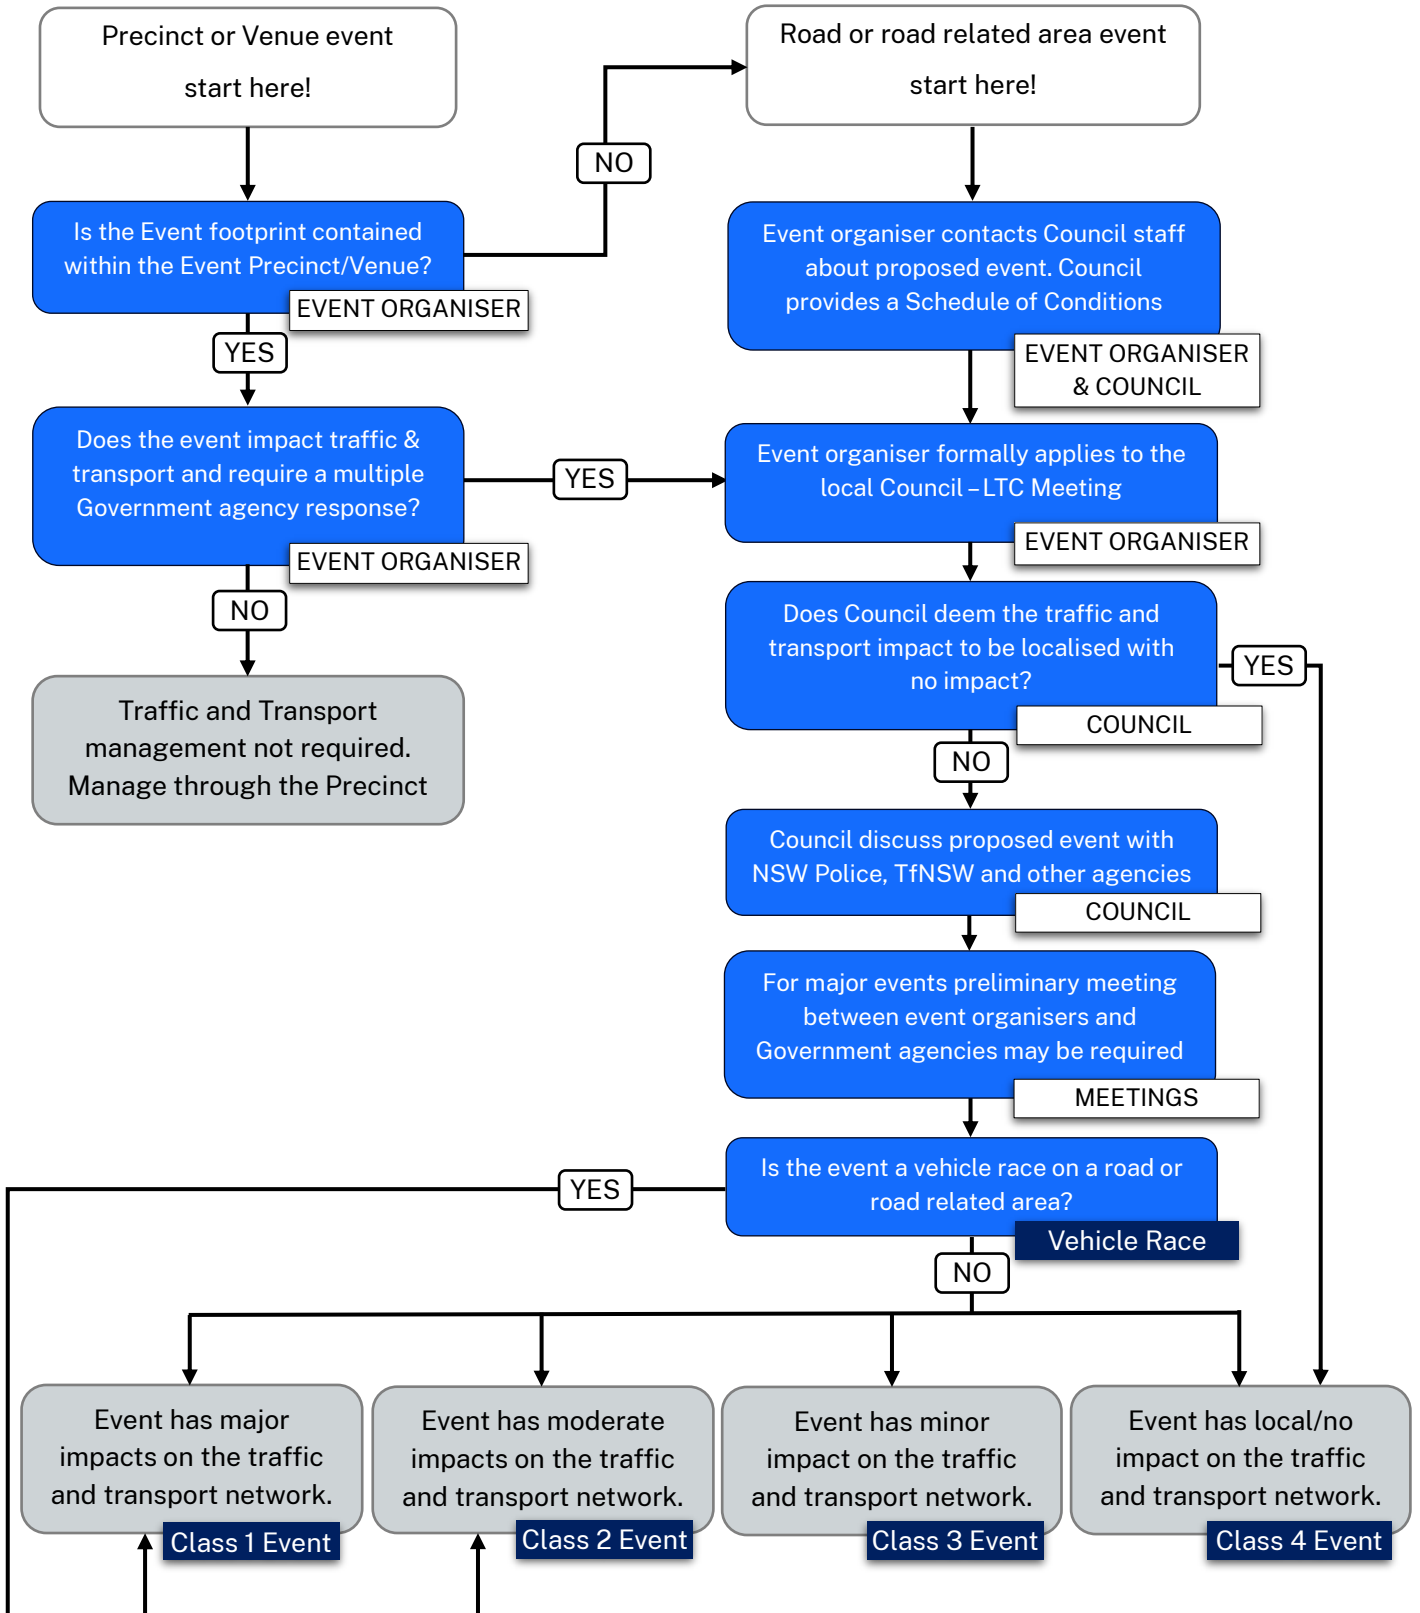 Precinct or Venue event
start here!
Road or road related area event
start here!
NO
Is the Event footprint contained
within the Event Precinct/Venue?
EVENT ORGANISER
YES
Event organiser contacts Council staff
about proposed event. Council
provides a Schedule of Conditions
EVENT ORGANISER
& COUNCIL
Does the event impact traffic &
transport and require a multiple
Government agency response?
EVENT ORGANISER
YES
Event organiser formally applies to the
local Council – LTC Meeting
EVENT ORGANISER
NO
Traffic and Transport
management not required.
Manage through the Precinct
Does Council deem the traffic and
transport impact to be localised with
no impact?
COUNCIL
YES
NO
Council discuss proposed event with
NSW Police, TfNSW and other agencies
COUNCIL
For major events preliminary meeting
between event organisers and
Government agencies may be required
MEETINGS
Is the event a vehicle race on a road or
road related area?
Vehicle Race
YES
NO
Event has major
impacts on the traffic
and transport network.
Class 1 Event
Event has moderate
impacts on the traffic
and transport network.
Class 2 Event
Event has minor
impact on the traffic
and transport network.
Class 3 Event
Event has local/no
impact on the traffic
and transport network.
Class 4 Event